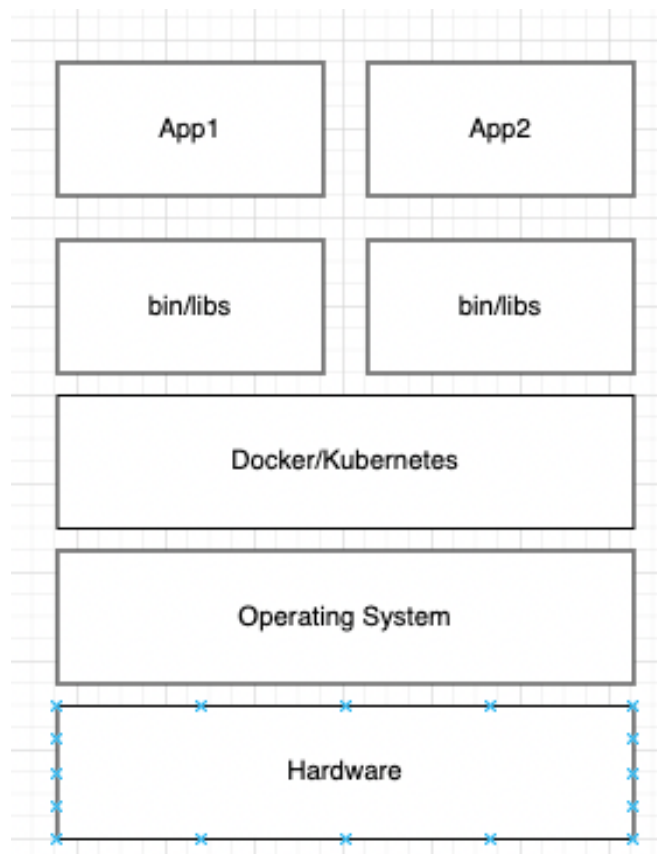 App1
App2
bin/libs
bin/libs
Docker/Kubernetes
Operating System
Hardware